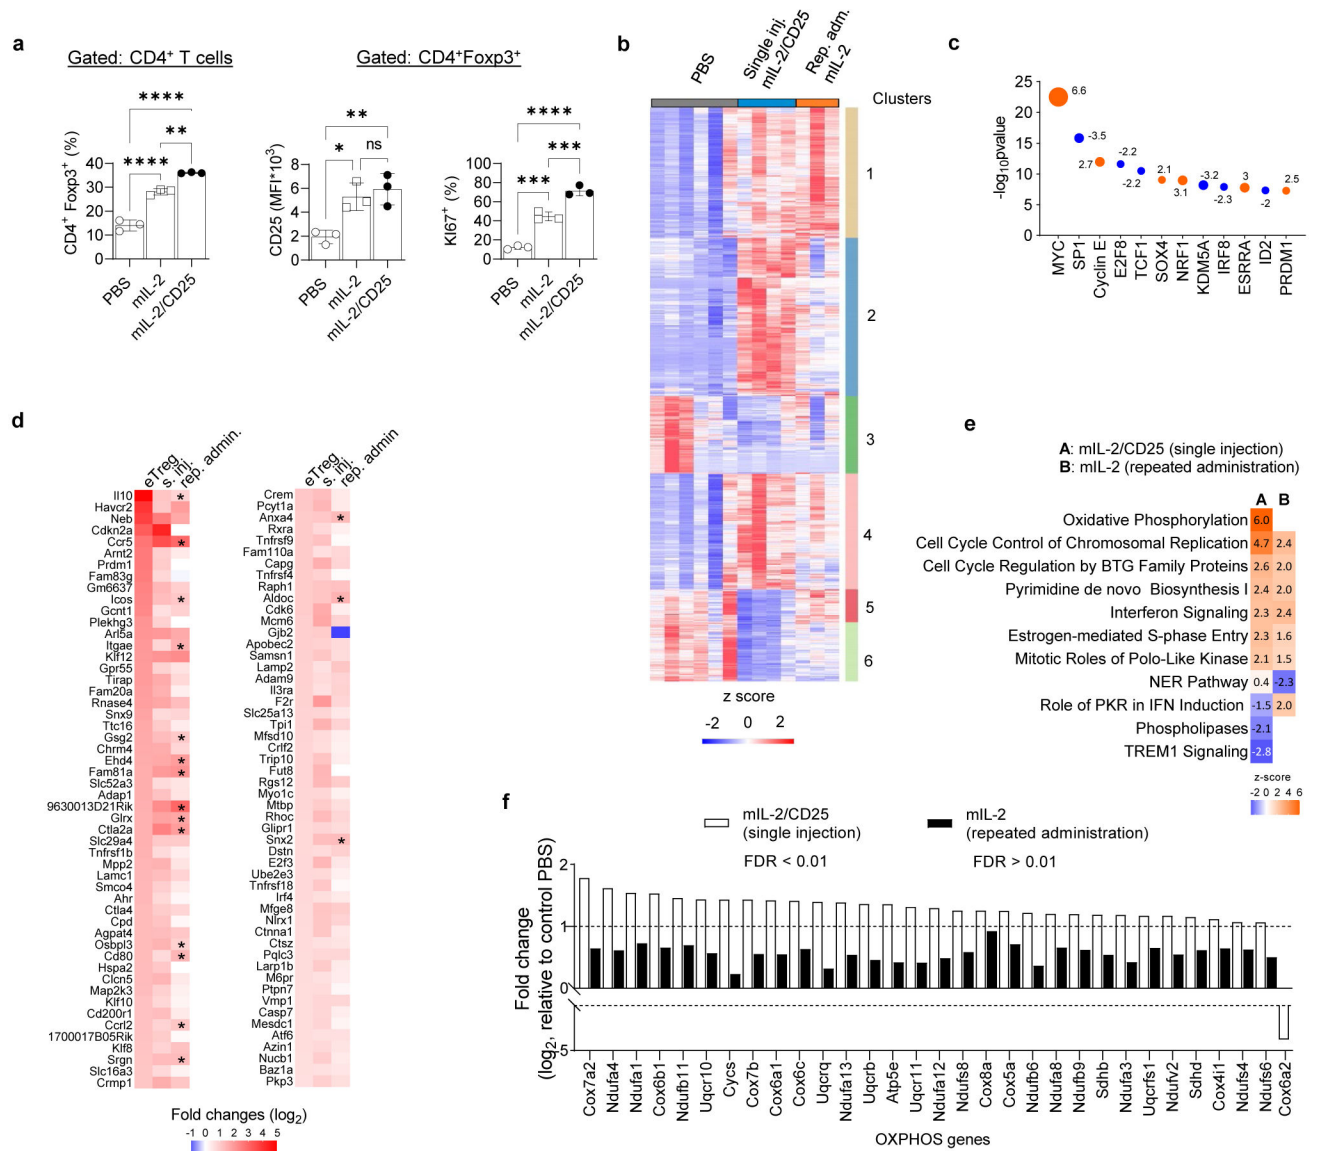 a
Gated: CD4+ T cells
Gated: CD4+Foxp3+
CD4+ Foxp3+ (%)
40
30
20
10
0
****
**
****
PBS
mIL-2
mIL-2/CD25
CD25 (MFI*10³)
8
6
4
2
0
**
*
ns
PBS
mIL-2
mIL-2/CD25
KI67+ (%)
100
80
60
40
20
0
****
***
***
PBS
mIL-2
mIL-2/CD25
b
PBS
Single inj.
mIL-2/CD25
Rep. adm.
mIL-2
Clusters
1
2
3
4
5
6
z score
-2 0 2
c
-log10pvalue
25
20
15
10
5
0
6.6
-3.5
2.7
-2.2
-2.2
2.1
3.1
-3.2
-2.3
3
-2
2.5
MYC
SP1
Cyclin E
E2F8
TCF1
SOX4
NRF1
KDM5A
IRF8
ESRRA
ID2
PRDM1
d
eTreg
s. inj.
rep. admin.
Il10 *
Havcr2
Neb
Cdkn2a
Ccr5 *
Arnt2
Prdm1
Fam83g
Gm6637
Icos *
Gcnt1
Plekhg3
Arl5a
Itgae *
Klf12
Gpr55
Tirap
Fam20a
Rnase4
Snx9
Ttc16
Gsg2 *
Chrm4
Ehd4 *
Fam81a *
Slc52a3
Adap1
9630013D21Rik *
Glrx *
Ctla2a *
Slc29a4
Tnfrsf1b
Mpp2
Lamc1
Smco4
Ahr
Ctla4
Cpd
Agpat4
Osbpl3 *
Cd80 *
Hspa2
Clcn5
Map2k3
Klf10
Cd200r1
Ccrl2 *
1700017B05Rik
Klf8
Srgn *
Slc16a3
Crmp1
eTreg
s. inj.
rep. admin
Crem
Pcyt1a
Anxa4 *
Rxra
Tnfrsf9
Fam110a
Capg
Tnfrsf4
Raph1
Aldoc *
Cdk6
Mcm6
Gjb2
Apobec2
Samsn1
Lamp2
Adam9
Il3ra
F2r
Slc25a13
Tpi1
Mfsd10
Crlf2
Trip10
Fut8
Rgs12
Myo1c
Mtbp
Rhoc
Glipr1
Snx2 *
Dstn
E2f3
Ube2e3
Tnfrsf18
Irf4
Mfge8
Nlrx1
Ctnna1
Ctsz
Pqlc3
Larp1b
M6pr
Ptpn7
Vmp1
Casp7
Mesdc1
Atf6
Azin1
Nucb1
Baz1a
Pkp3
Fold changes (log2)
-1 0 1 2 3 4 5
e
A: mIL-2/CD25 (single injection)
B: mIL-2 (repeated administration)
A B
Oxidative Phosphorylation 6.0
Cell Cycle Control of Chromosomal Replication 4.7 2.4
Cell Cycle Regulation by BTG Family Proteins 2.6 2.0
Pyrimidine de novo Biosynthesis I 2.4 2.0
Interferon Signaling 2.3 2.4
Estrogen-mediated S-phase Entry 2.3 1.6
Mitotic Roles of Polo-Like Kinase 2.1 1.5
NER Pathway 0.4 -2.3
Role of PKR in IFN Induction -1.5 2.0
Phospholipases -2.1
TREM1 Signaling -2.8
z-score
-2 0 2 4 6
f
mIL-2/CD25
(single injection)
FDR < 0.01
mIL-2
(repeated administration)
FDR > 0.01
Fold change
(log2, relative to control PBS)
2
1
0
-5
Cox7a2
Ndufa4
Ndufa1
Cox6b1
Ndufb11
Uqcr10
Cycs
Cox7b
Cox6a1
Cox6c
Uqcrq
Ndufa13
Uqcrb
Atp5e
Uqcr11
Ndufa12
Ndufs8
Cox8a
Cox5a
Ndufb6
Ndufa8
Ndufb9
Sdhb
Ndufa3
Uqcrfs1
Ndufv2
Sdhd
Cox4i1
Ndufs4
Ndufs6
Cox6a2
OXPHOS genes